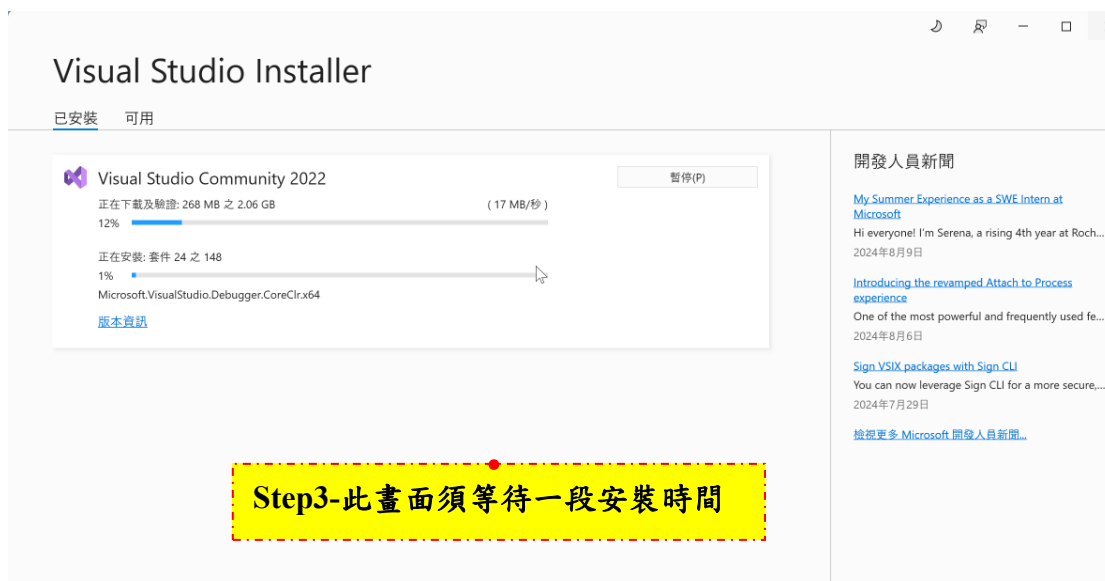 Visual Studio Installer
已安裝 可用
Visual Studio Community 2022
暫停(P)
正在下載及驗證: 268 MB 之 2.06 GB (17 MB/秒)
12%
正在安裝: 套件 24 之 148
1%
Microsoft.VisualStudio.Debugger.CoreClr.x64
版本資訊
開發人員新聞
My Summer Experience as a SWE Intern at
Microsoft
Hi everyone! I'm Serena, a rising 4th year at Roch...
2024年8月9日
Introducing the revamped Attach to Process
experience
One of the most powerful and frequently used fe...
2024年8月6日
Sign VSIX packages with Sign CLI
You can now leverage Sign CLI for a more secure,...
2024年7月29日
檢視更多 Microsoft 開發人員新聞...
Step3-此畫面須等待一段安裝時間